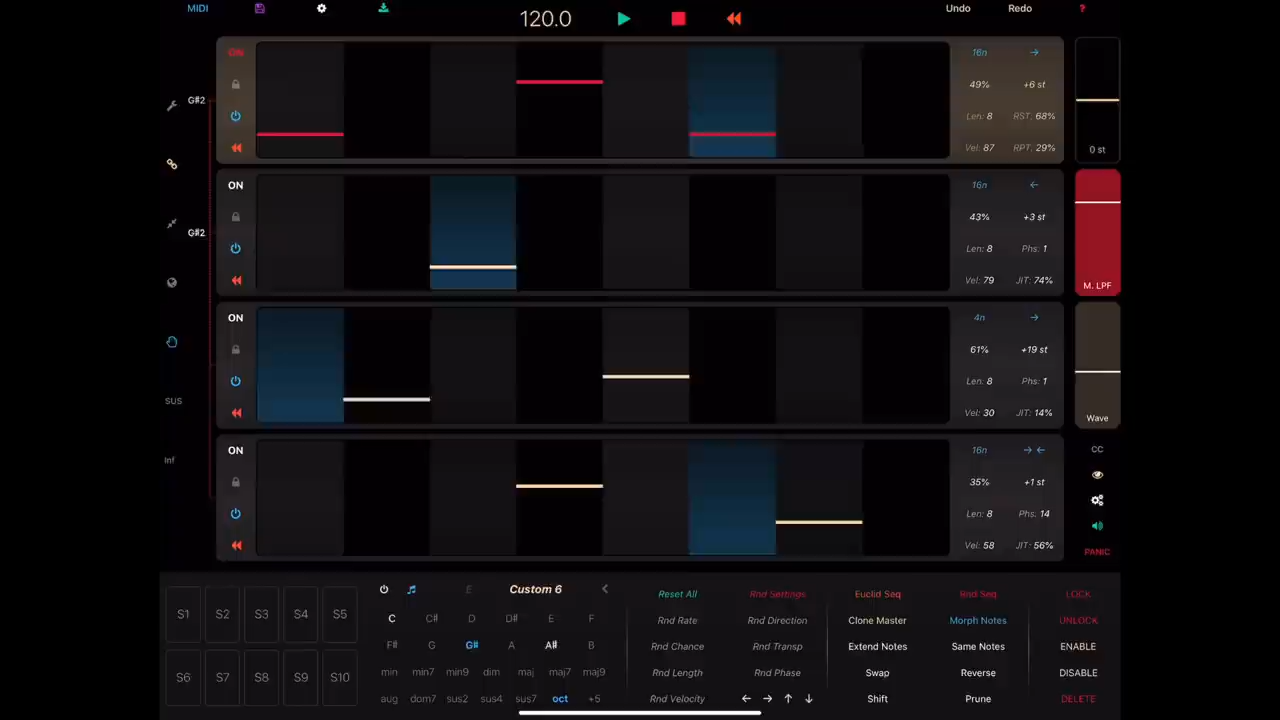 MIDI 120.0 Undo Redo ?
G#2
ON
16n →
49% +6 st
Len: 8 RST: 68%
Vel: 87 RPT: 29%
0 st
G#2
ON
16n ←
43% +3 st
Len: 8 Phs: 1
Vel: 79 JIT: 74%
M. LPF
ON
4n →
61% +19 st
Len: 8 Phs: 1
Vel: 30 JIT: 14%
Wave
SUS
Inf
ON
16n → ←
35% +1 st
Len: 8 Phs: 14
Vel: 58 JIT: 56%
CC
PANIC
S1 S2 S3 S4 S5
S6 S7 S8 S9 S10
E Custom 6 <
C C# D D# E F
F# G G# A A# B
min min7 min9 dim maj maj7 maj9
aug dom7 sus2 sus4 sus7 oct +5
Reset All Rnd Settings Euclid Seq Rnd Seq LOCK
Rnd Rate Rnd Direction Clone Master Morph Notes UNLOCK
Rnd Chance Rnd Transp Extend Notes Same Notes ENABLE
Rnd Length Rnd Phase Swap Reverse DISABLE
Rnd Velocity ← → ↑ ↓ Shift Prune DELETE